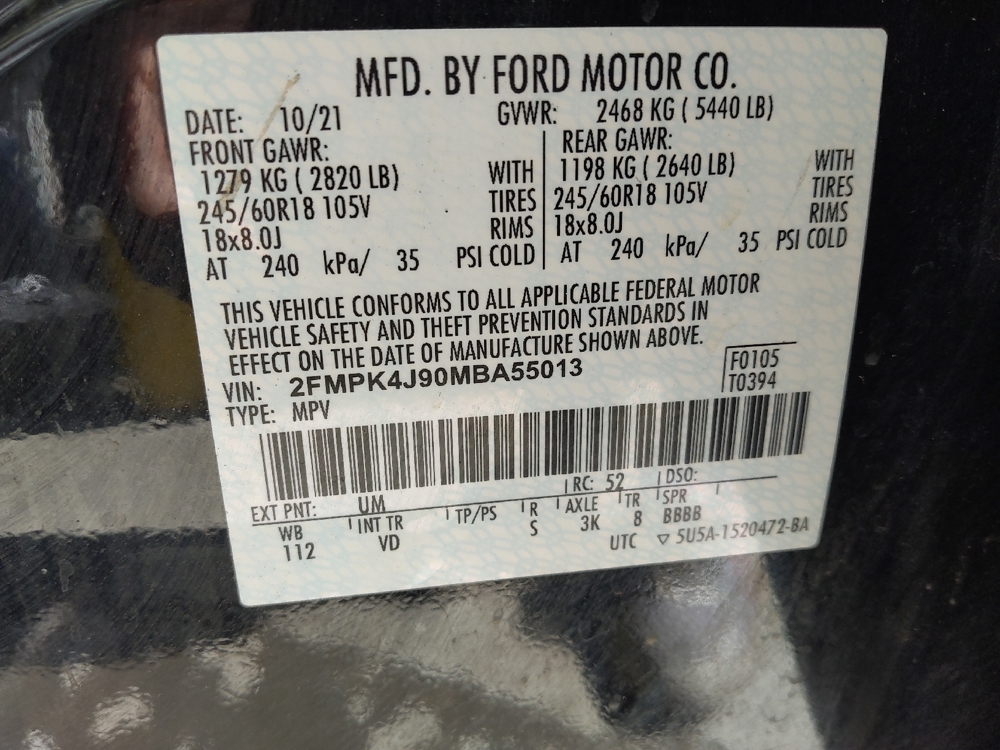 MFD. BY FORD MOTOR CO.
DATE: 10/21 GVWR: 2468 KG ( 5440 LB)
FRONT GAWR: REAR GAWR:
1279 KG ( 2820 LB) WITH 1198 KG ( 2640 LB) WITH
245/60R18 105V TIRES 245/60R18 105V TIRES
18x8.0J RIMS 18x8.0J RIMS
AT 240 kPa/ 35 PSI COLD AT 240 kPa/ 35 PSI COLD
THIS VEHICLE CONFORMS TO ALL APPLICABLE FEDERAL MOTOR
VEHICLE SAFETY AND THEFT PREVENTION STANDARDS IN
EFFECT ON THE DATE OF MANUFACTURE SHOWN ABOVE.
VIN: 2FMPK4J90MBA55013 F0105
TYPE: MPV T0394
EXT PNT: UM RC: 52 DSO:
WB INT TR TP/PS R AXLE TR SPR
112 VD S 3K 8 BBBB
UTC ▽ 5U5A-1520472-BA